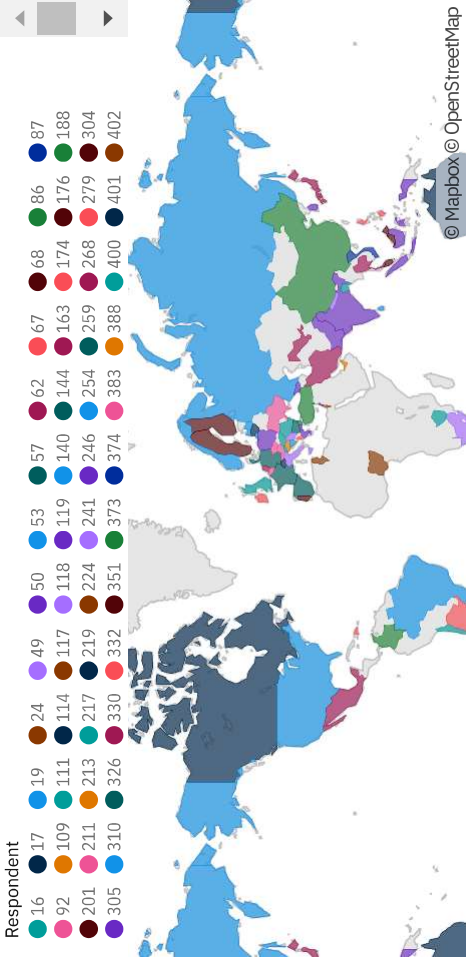 Respondent
16 17 19 24 49 50 53 57 62 67 68 86 87
92 109 111 114 117 118 119 140 144 163 174 176 188
201 211 213 217 219 224 241 246 254 259 268 279 304
305 310 326 330 332 351 373 374 383 388 400 401 402
© Mapbox © OpenStreetMap